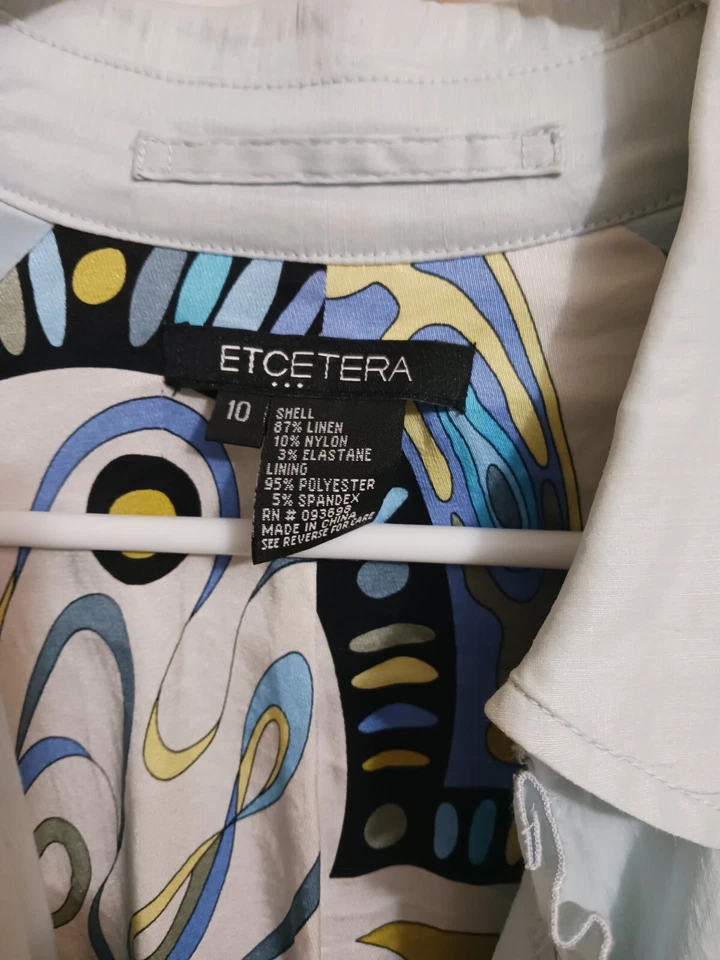 ETCETERA
10
SHELL
87% LINEN
10% NYLON
3% ELASTANE
LINING
95% POLYESTER
5% SPANDEX
RN # 093698
MADE IN CHINA
SEE REVERSE FOR CARE